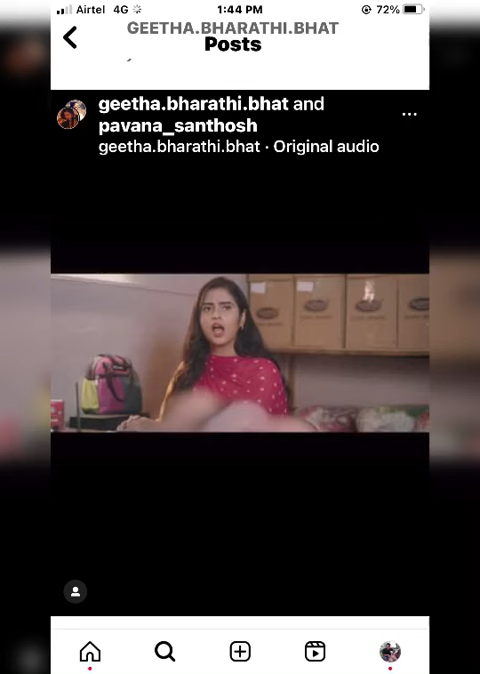 Airtel 4G 1:44 PM 72%
GEETHA.BHARATHI.BHAT
Posts
geetha.bharathi.bhat and
pavana_santhosh
geetha.bharathi.bhat · Original audio